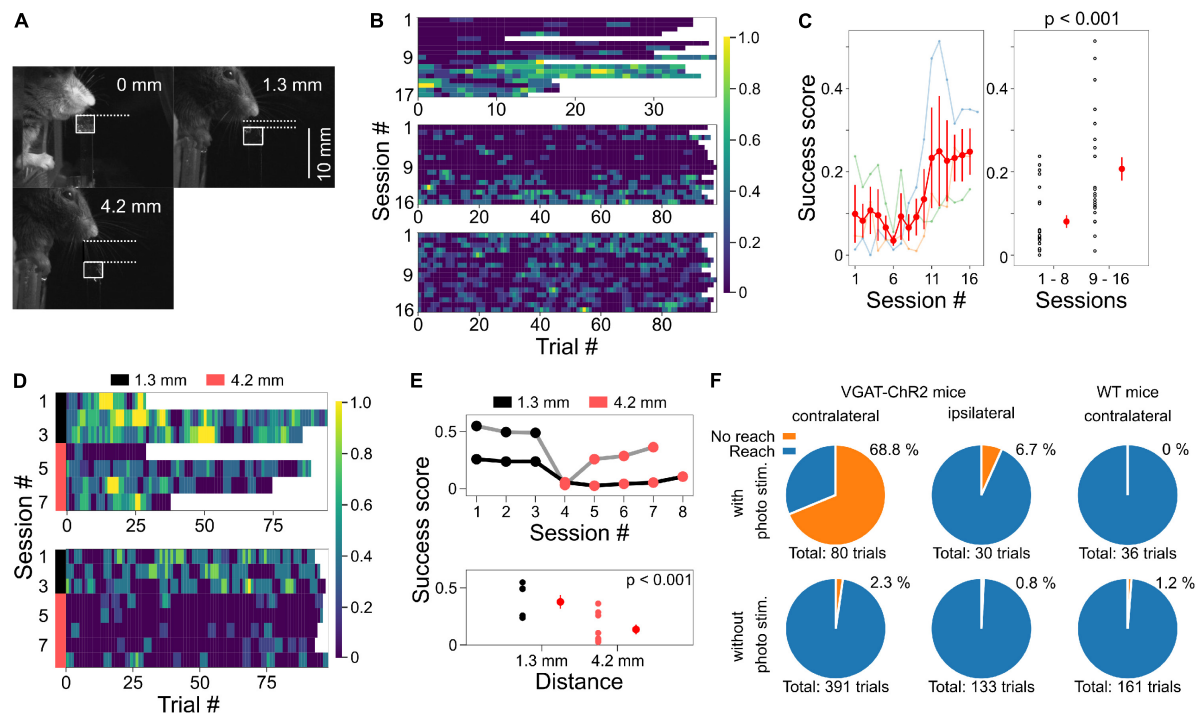 A
0 mm
1.3 mm
10 mm
4.2 mm
B
Session #
1
9
17
0
10
20
30
1
9
16
0
20
40
60
80
1
9
16
0
20
40
60
80
Trial #
1.0
0.8
0.6
0.4
0.2
0
C
p < 0.001
Success score
0.4
0.2
0
1
6
11
16
Session #
0.4
0.2
0
1 - 8
9 - 16
Sessions
D
1.3 mm
4.2 mm
Session #
1
3
5
7
0
25
50
75
1
3
5
7
0
25
50
75
Trial #
1.0
0.8
0.6
0.4
0.2
0
E
1.3 mm
4.2 mm
Success score
0.5
0
1
2
3
4
5
6
7
8
Session #
p < 0.001
0.5
0
1.3 mm
4.2 mm
Distance
F
VGAT-ChR2 mice
WT mice
contralateral
ipsilateral
contralateral
No reach
Reach
with
photo stim.
68.8 %
6.7 %
0 %
Total: 80 trials
Total: 30 trials
Total: 36 trials
without
photo stim.
2.3 %
0.8 %
1.2 %
Total: 391 trials
Total: 133 trials
Total: 161 trials